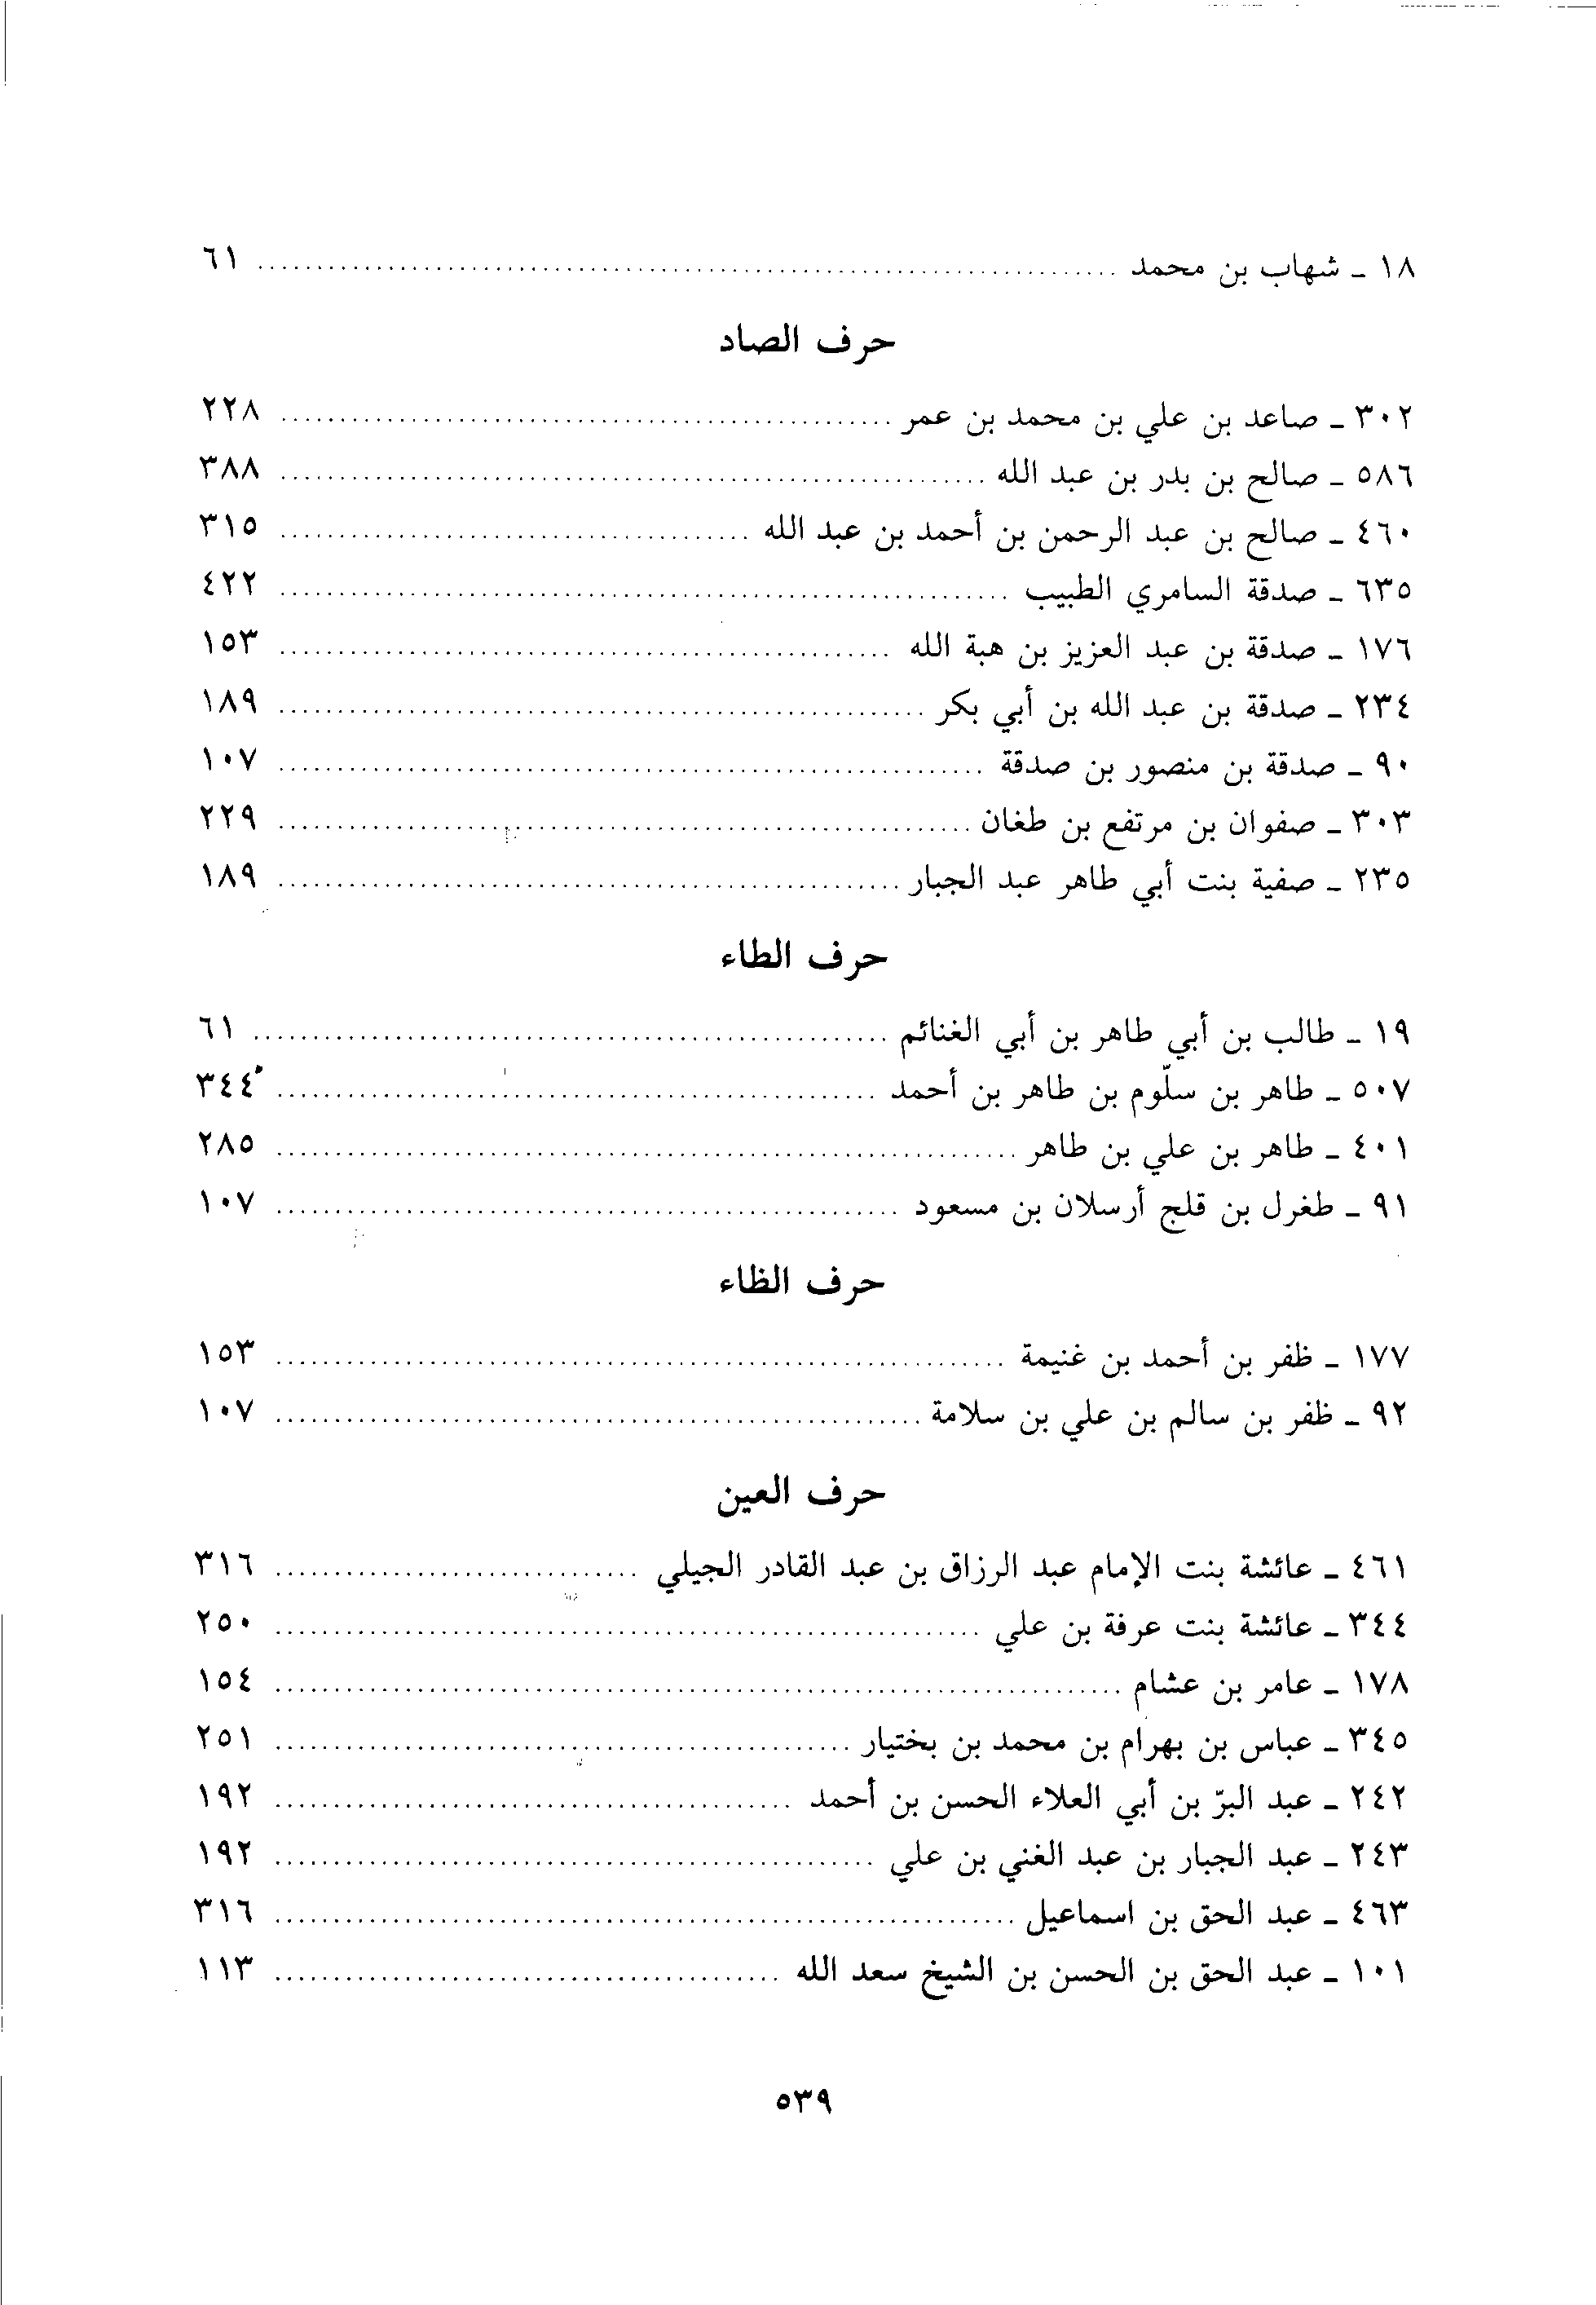 ١٨ - شهاب بن محمد ........ ٦١
حرف الصاد
٣٠٢ - صاعد بن علي بن محمد بن عمر ........ ٢٢٨
٥٨٦ - صالح بن بدر بن عبد الله ........ ٣٨٨
٤٦٠ - صالح بن عبد الرحمن بن أحمد بن عبد الله ........ ٣١٥
٦٣٥ - صدقة السامري الطبيب ........ ٤٢٢
١٧٦ - صدقة بن عبد العزيز بن هبة الله ........ ١٥٣
٢٣٤ - صدقة بن عبد الله بن أبي بكر ........ ١٨٩
٩٠ - صدقة بن منصور بن صدقة ........ ١٠٧
٣٠٣ - صفوان بن مرتفع بن طغان ........ ٢٢٩
٢٣٥ - صفية بنت أبي طاهر عبد الجبار ........ ١٨٩
حرف الطاء
١٩ - طالب بن أبي طاهر بن أبي الغنائم ........ ٦١
٥٠٧ - طاهر بن سلّوم بن طاهر بن أحمد ........ ٣٤٤
٤٠١ - طاهر بن علي بن طاهر ........ ٢٨٥
٩١ - طغرل بن قلج أرسلان بن مسعود ........ ١٠٧
حرف الظاء
١٧٧ - ظفر بن أحمد بن غنيمة ........ ١٥٣
٩٢ - ظفر بن سالم بن علي بن سلامة ........ ١٠٧
حرف العين
٤٦١ - عائشة بنت الإمام عبد الرزاق بن عبد القادر الجيلي ........ ٣١٦
٣٤٤ - عائشة بنت عرفة بن علي ........ ٢٥٠
١٧٨ - عامر بن عشام ........ ١٥٤
٣٤٥ - عباس بن بهرام بن محمد بن بختيار ........ ٢٥١
٢٤٢ - عبد البرّ بن أبي العلاء الحسن بن أحمد ........ ١٩٢
٢٤٣ - عبد الجبار بن عبد الغني بن علي ........ ١٩٢
٤٦٣ - عبد الحق بن اسماعيل ........ ٣١٦
١٠١ - عبد الحق بن الحسن بن الشيخ سعد الله ........ ١١٣
٥٣٩